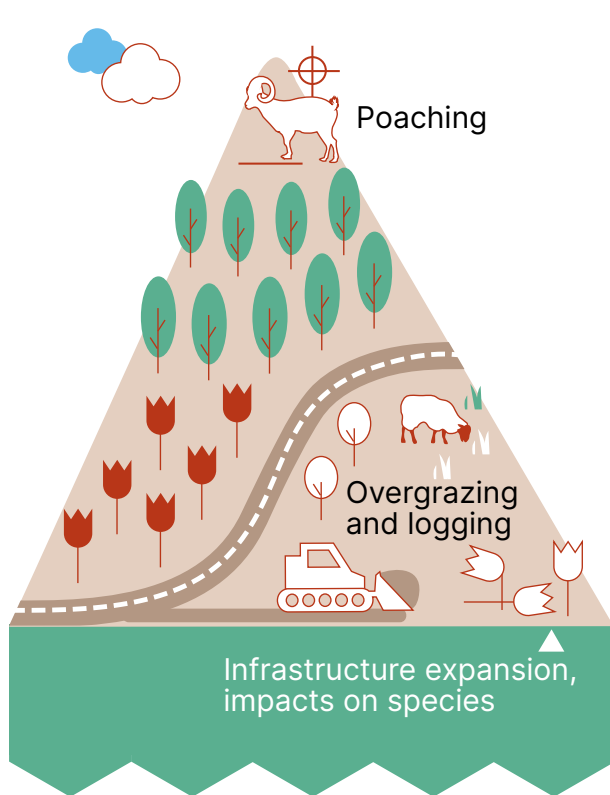 Poaching
Overgrazing
and logging
Infrastructure expansion,
impacts on species